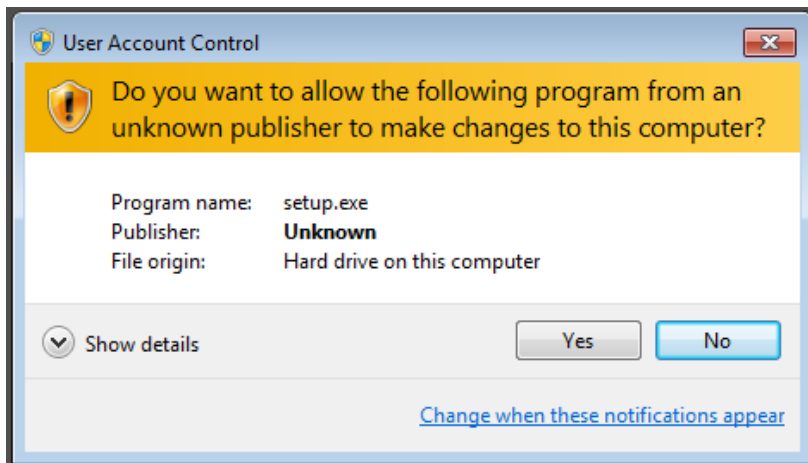 User Account Control
Do you want to allow the following program from an
unknown publisher to make changes to this computer?
Program name: setup.exe
Publisher: Unknown
File origin: Hard drive on this computer
Show details
Yes
No
Change when these notifications appear